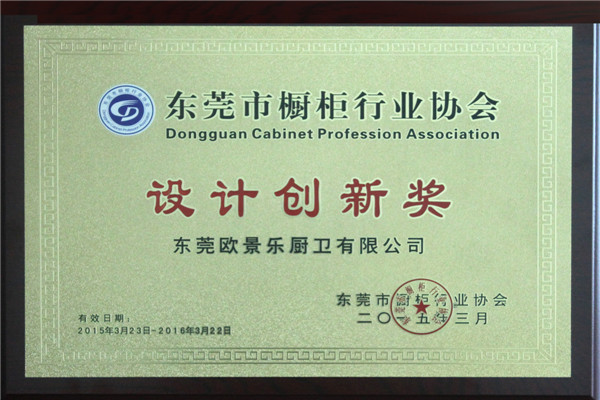 东莞市橱柜行业协会
Dongguan Cabinet Profession Association
设计创新奖
东莞欧景乐厨卫有限公司
东莞市橱柜行业协会
二〇一五年三月
有效日期：
2015年3月23日-2016年3月22日